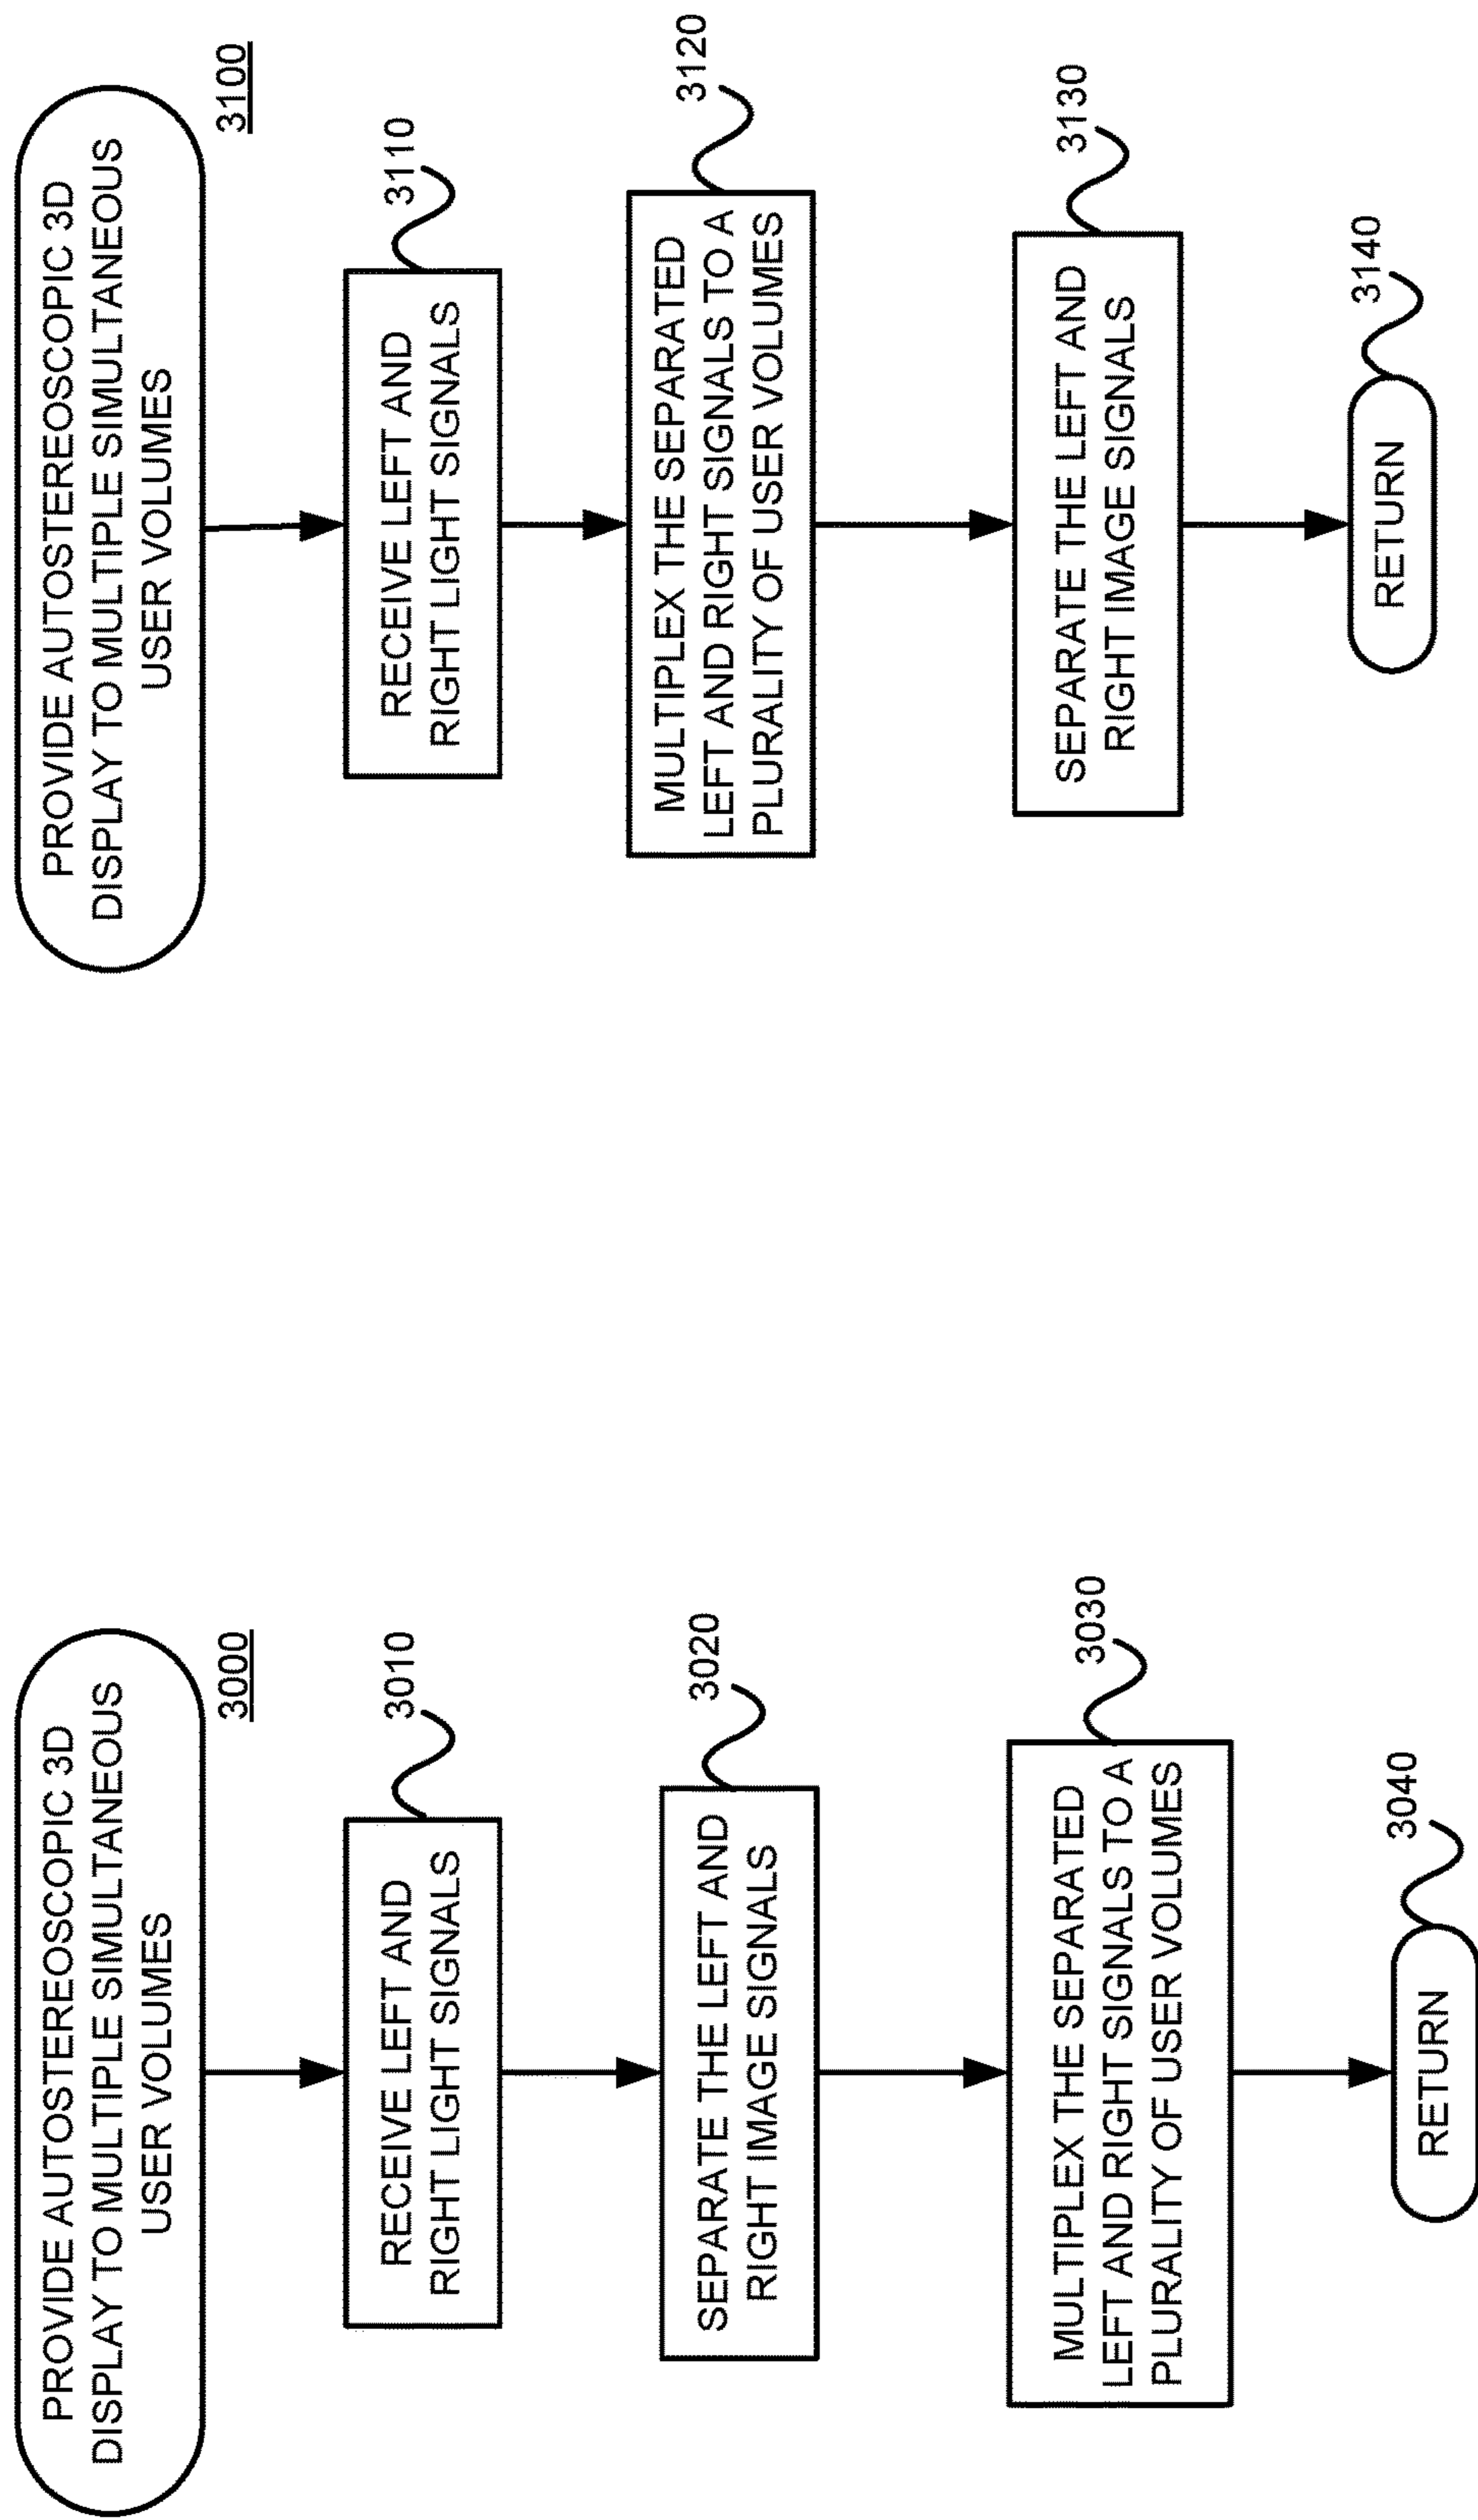 PROVIDE AUTOSTEREOSCOPIC 3D
DISPLAY TO MULTIPLE SIMULTANEOUS
USER VOLUMES
3000
RECEIVE LEFT AND
RIGHT LIGHT SIGNALS
3010
SEPARATE THE LEFT AND
RIGHT IMAGE SIGNALS
3020
MULTIPLEX THE SEPARATED
LEFT AND RIGHT SIGNALS TO A
PLURALITY OF USER VOLUMES
3030
RETURN
3040
PROVIDE AUTOSTEREOSCOPIC 3D
DISPLAY TO MULTIPLE SIMULTANEOUS
USER VOLUMES
3100
RECEIVE LEFT AND
RIGHT LIGHT SIGNALS
3110
MULTIPLEX THE SEPARATED
LEFT AND RIGHT SIGNALS TO A
PLURALITY OF USER VOLUMES
3120
SEPARATE THE LEFT AND
RIGHT IMAGE SIGNALS
3130
RETURN
3140